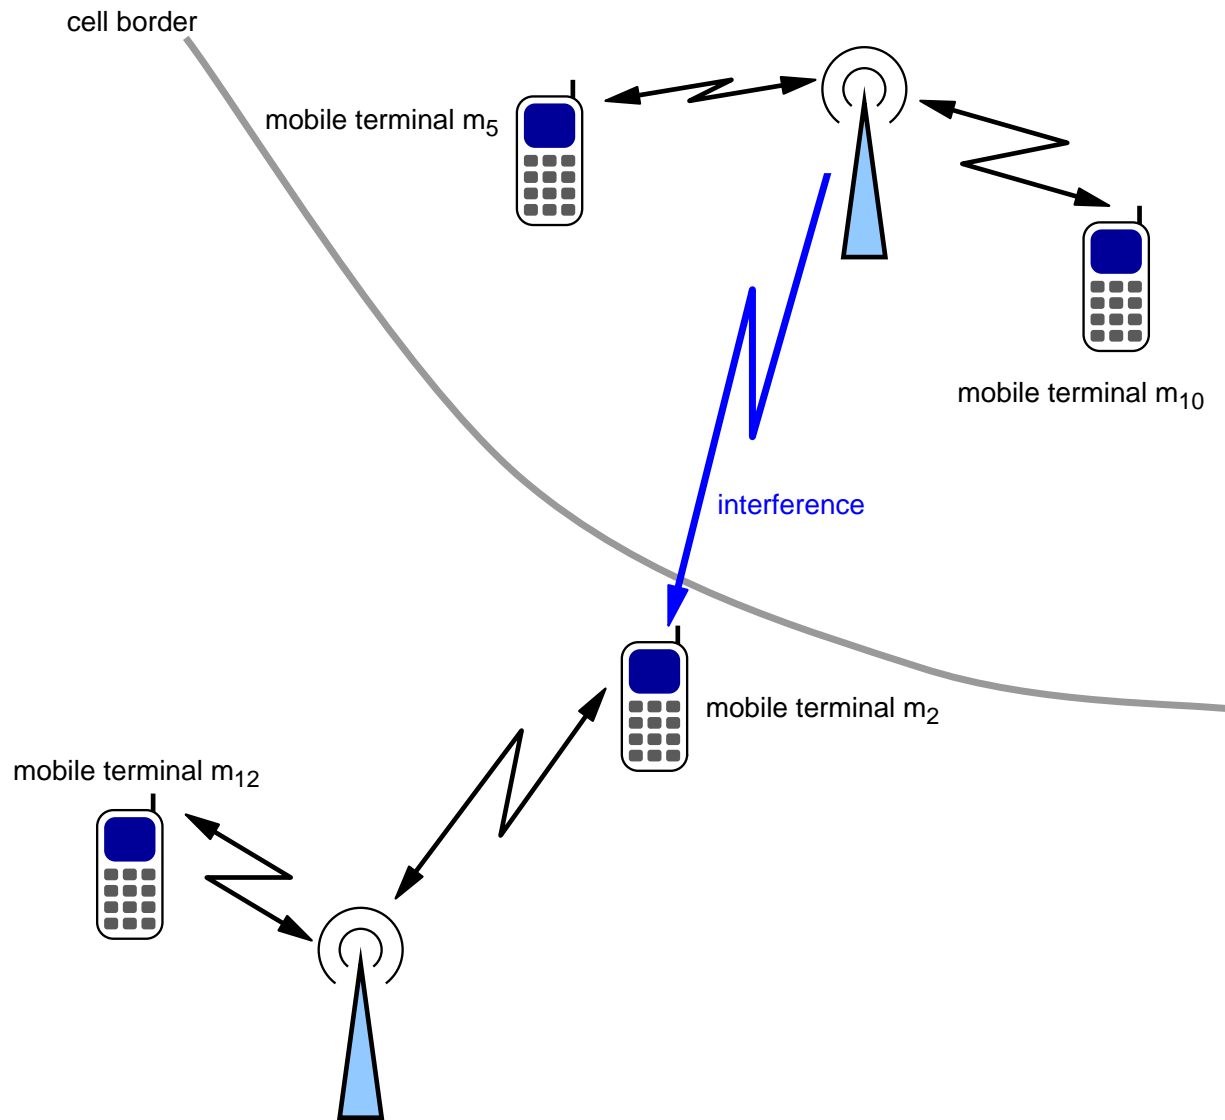 cell border
mobile terminal m5
mobile terminal m10
interference
mobile terminal m2
mobile terminal m12